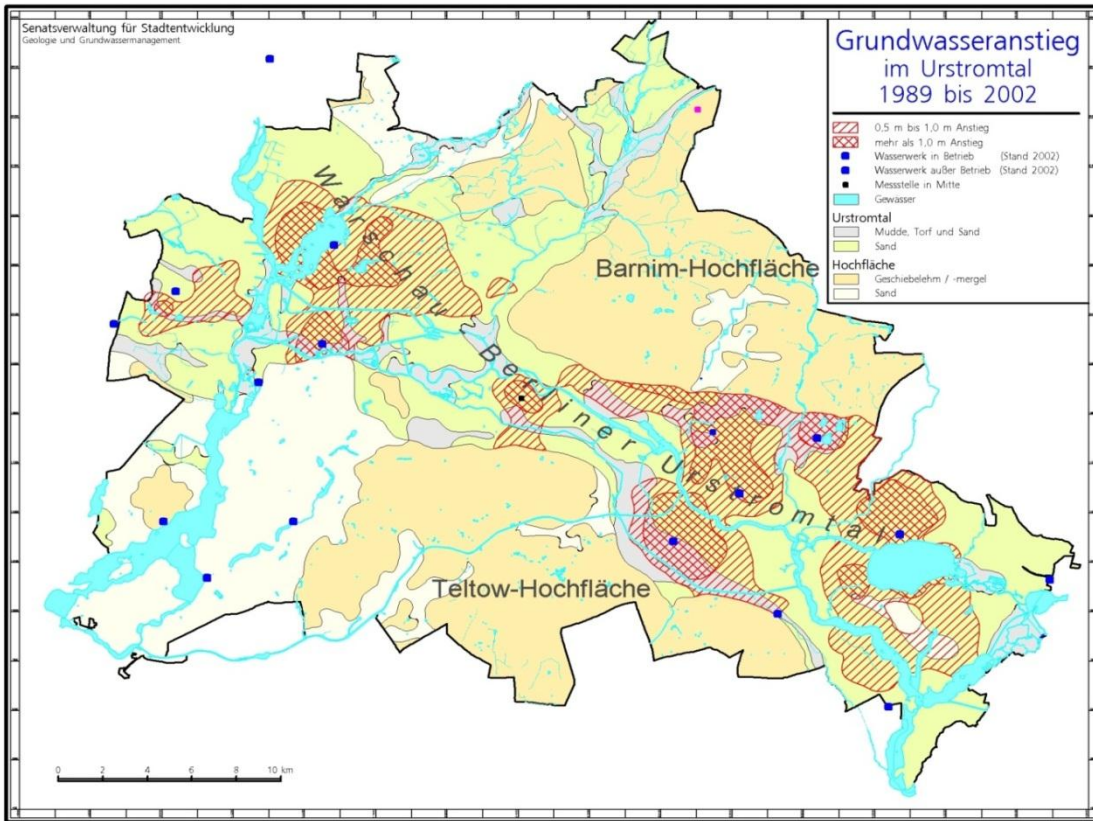 Senatsverwaltung für Stadtentwicklung
Geologie und Grundwassermanagement
Grundwasseranstieg
im Urstromtal
1989 bis 2002
0,5 m bis 1,0 m Anstieg
mehr als 1,0 m Anstieg
Wasserwerk in Betrieb (Stand 2002)
Wasserwerk außer Betrieb (Stand 2002)
Messstelle in Mitte
Gewässer
Urstromtal
Mudde, Torf und Sand
Sand
Hochfläche
Geschiebelehm / -mergel
Sand
Warschau - Berliner Urstromtal
Barnim-Hochfläche
Teltow-Hochfläche
0 2 4 6 8 10 km